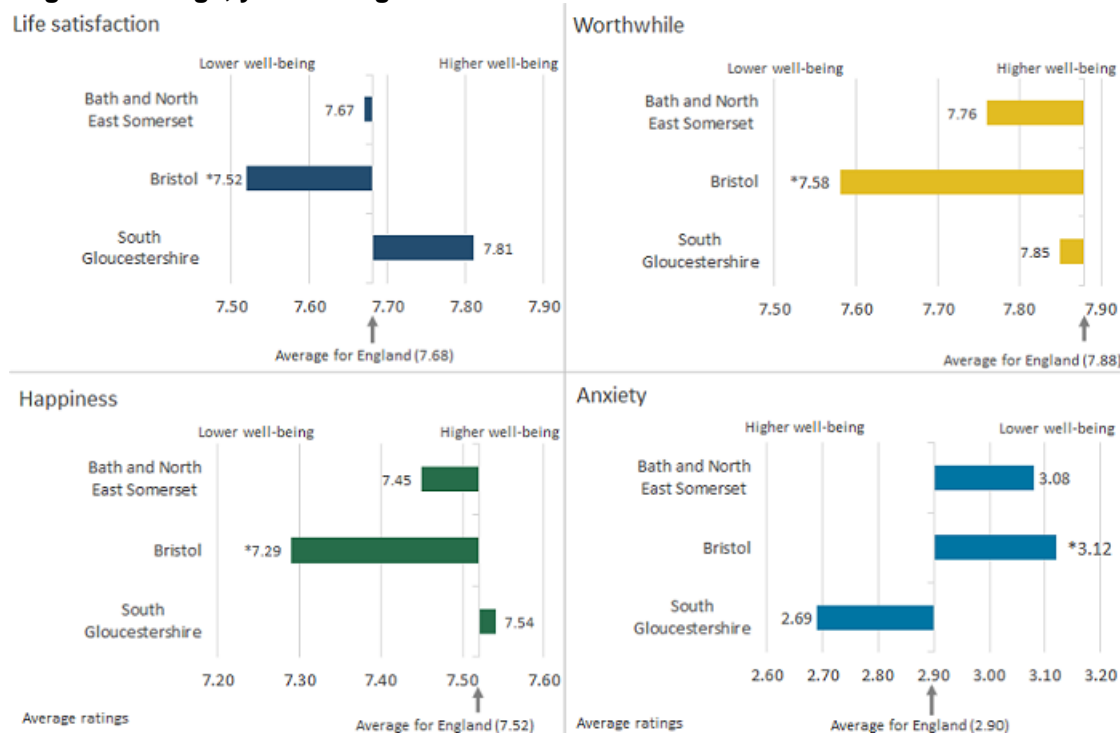 Life satisfaction
Lower well-being Higher well-being
Bath and North
East Somerset
7.67
Bristol *7.52
South
Gloucestershire
7.81
7.50 7.60 7.70 7.80 7.90
Average for England (7.68)
Worthwhile
Lower well-being Higher well-being
Bath and North
East Somerset
7.76
Bristol *7.58
South
Gloucestershire
7.85
7.50 7.60 7.70 7.80 7.90
Average for England (7.88)
Happiness
Lower well-being Higher well-being
Bath and North
East Somerset
7.45
Bristol *7.29
South
Gloucestershire
7.54
7.20 7.30 7.40 7.50 7.60
Average ratings Average for England (7.52)
Anxiety
Higher well-being Lower well-being
Bath and North
East Somerset
3.08
Bristol *3.12
South
Gloucestershire
2.69
2.60 2.70 2.80 2.90 3.00 3.10 3.20
Average ratings Average for England (2.90)